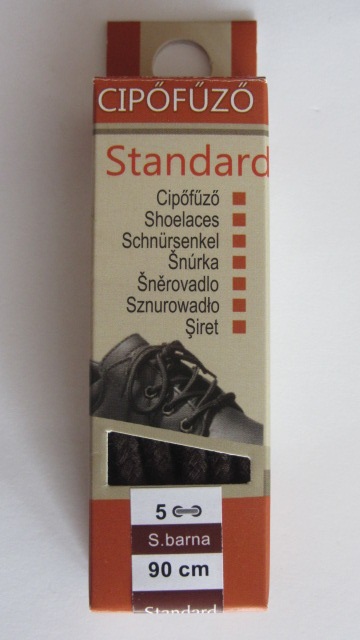 CIPŐFŰZŐ
Standard
Cipőfűző
Shoelaces
Schnürsenkel
Šnúrka
Šněrovadlo
Sznurowadło
Şiret
5
S.barna
90 cm
Standard